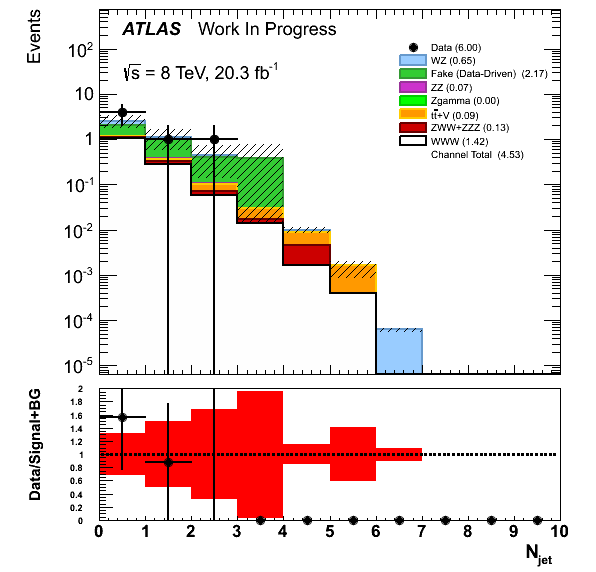 Events
ATLAS Work In Progress
√s = 8 TeV, 20.3 fb⁻¹
Data (6.00)
WZ (0.65)
Fake (Data-Driven) (2.17)
ZZ (0.07)
Zgamma (0.00)
tt̄+V (0.09)
ZWW+ZZZ (0.13)
WWW (1.42)
Channel Total (4.53)
10²
10
1
10⁻¹
10⁻²
10⁻³
10⁻⁴
10⁻⁵
Data/Signal+BG
2
1.8
1.6
1.4
1.2
1
0.8
0.6
0.4
0.2
0
0 1 2 3 4 5 6 7 8 9 10
N_jet